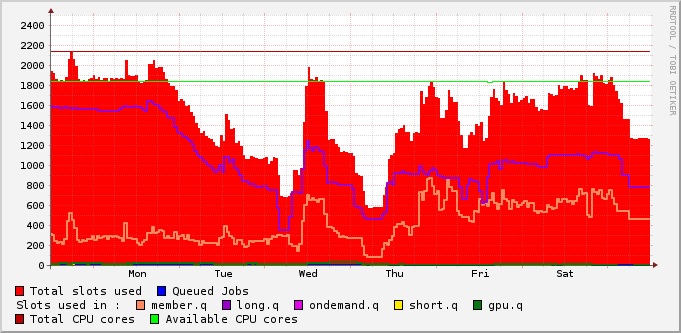 RRDTOOL / TOBI OETIKER
2400
2200
2000
1800
1600
1400
1200
1000
800
600
400
200
0
Mon Tue Wed Thu Fri Sat
Total slots used Queued Jobs
Slots used in : member.q long.q ondemand.q short.q gpu.q
Total CPU cores Available CPU cores